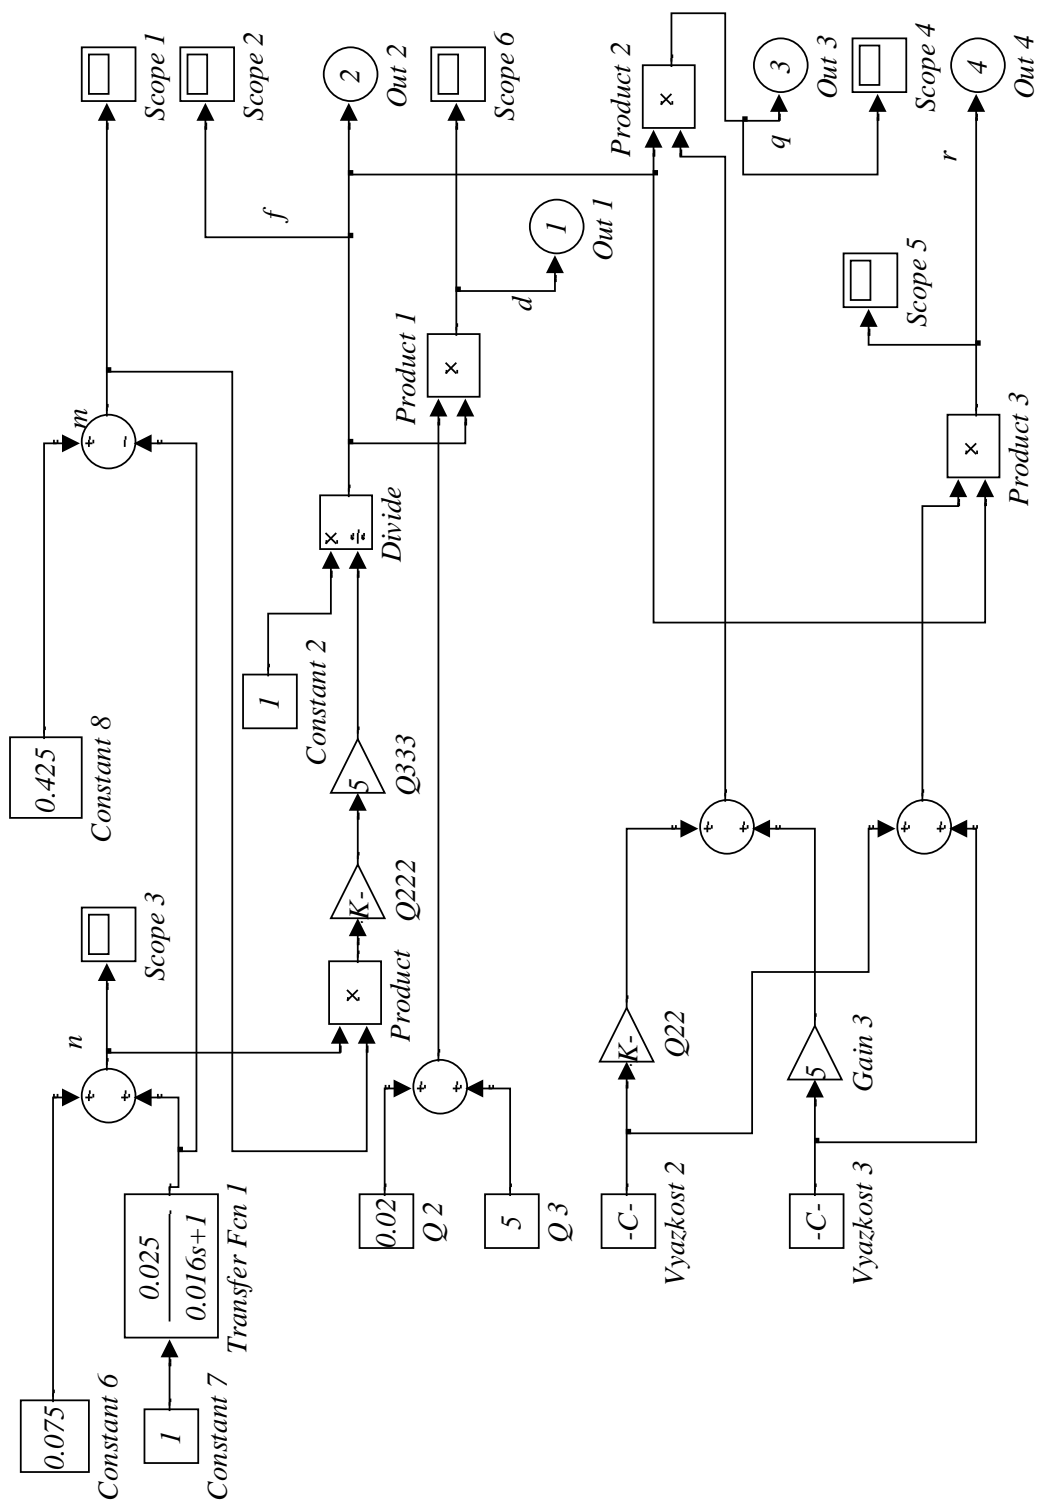 0.075
Constant 6
1
Constant 7
0.025
0.016s+1
Transfer Fcn 1
n
Scope 3
0.425
Constant 8
m
Scope 1
Scope 2
f
Product
K-
Q222
5
Q333
1
Constant 2
Divide
2
Out 2
0.02
Q 2
5
Q 3
Product 1
d
1
Out 1
Scope 6
-C-
Vyazkost 2
K-
Q22
-C-
Vyazkost 3
5
Gain 3
Product 2
q
3
Out 3
Scope 4
Product 3
Scope 5
r
4
Out 4